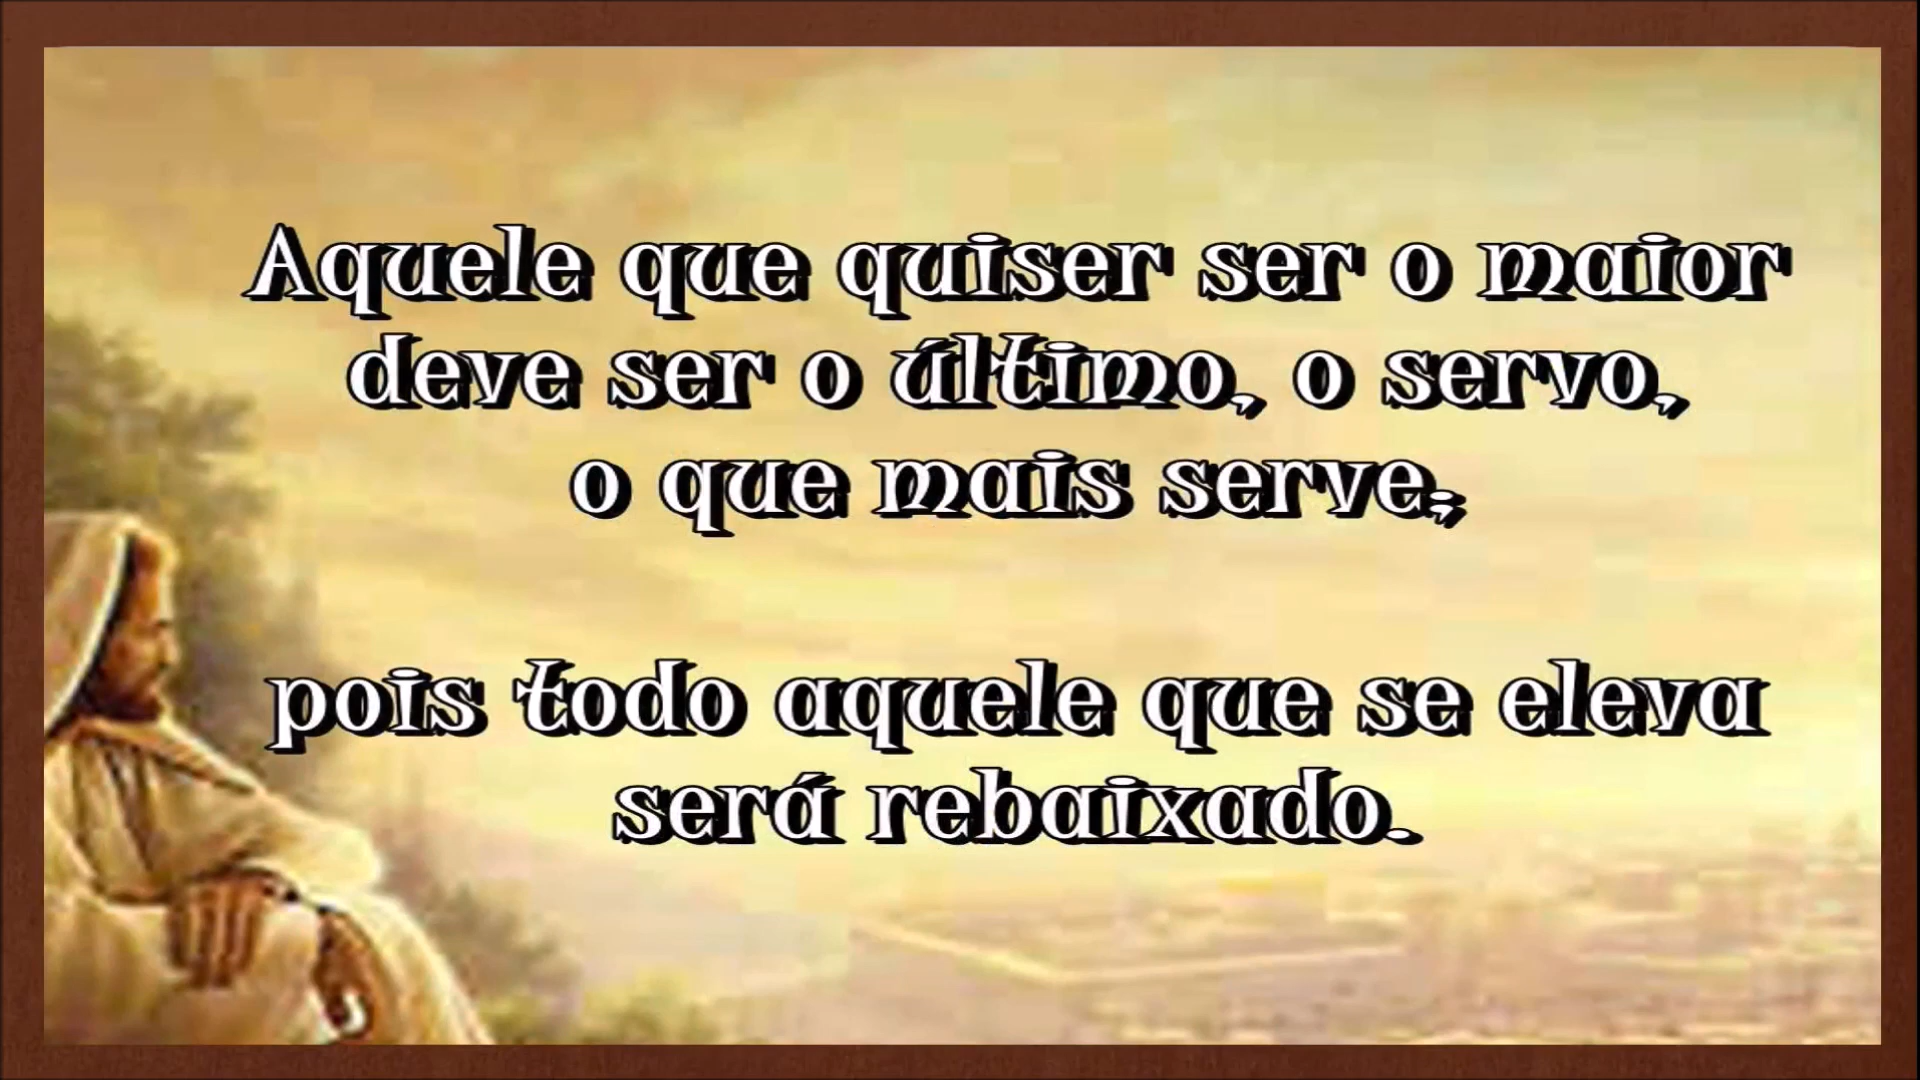 Aquele que quiser ser o maior
deve ser o último, o servo,
o que mais serve;
pois todo aquele que se eleva
será rebaixado.